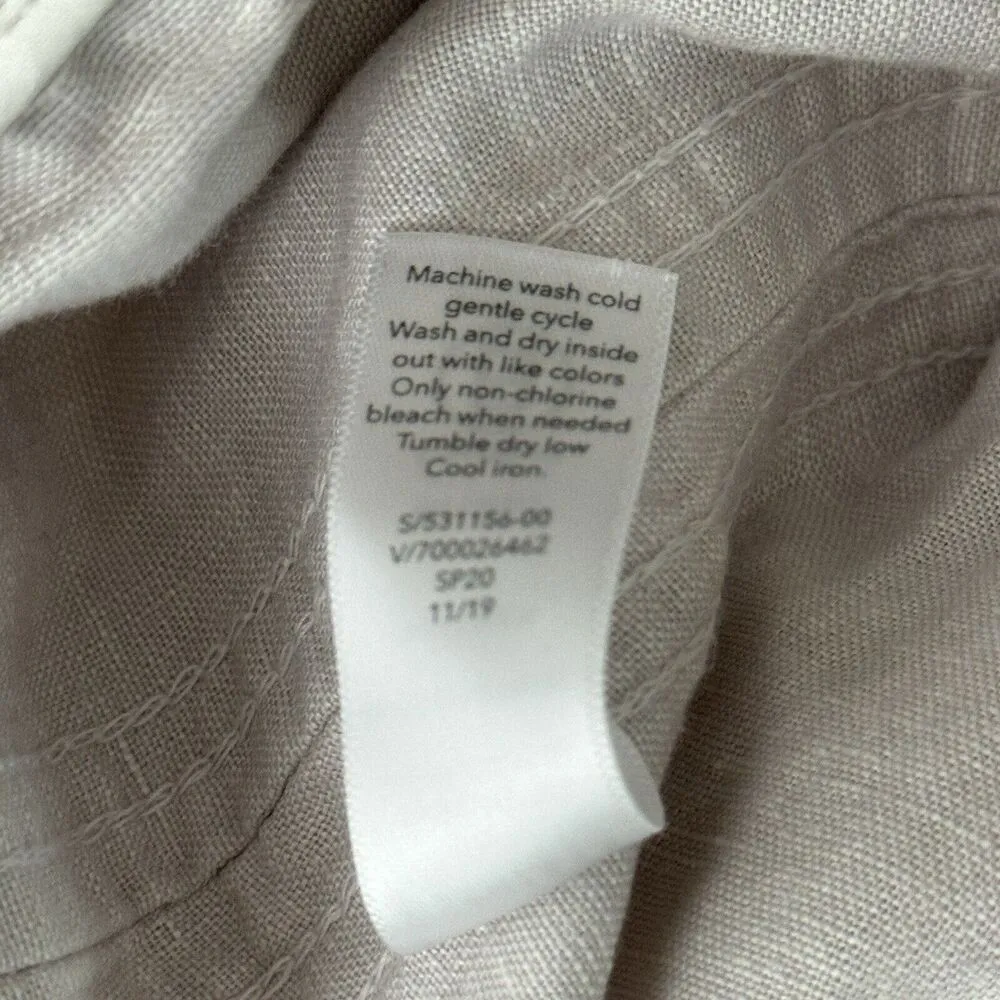 Machine wash cold
gentle cycle
Wash and dry inside
out with like colors
Only non-chlorine
bleach when needed
Tumble dry low
Cool iron.
S/531156-00
V/700026462
SP20
11/19